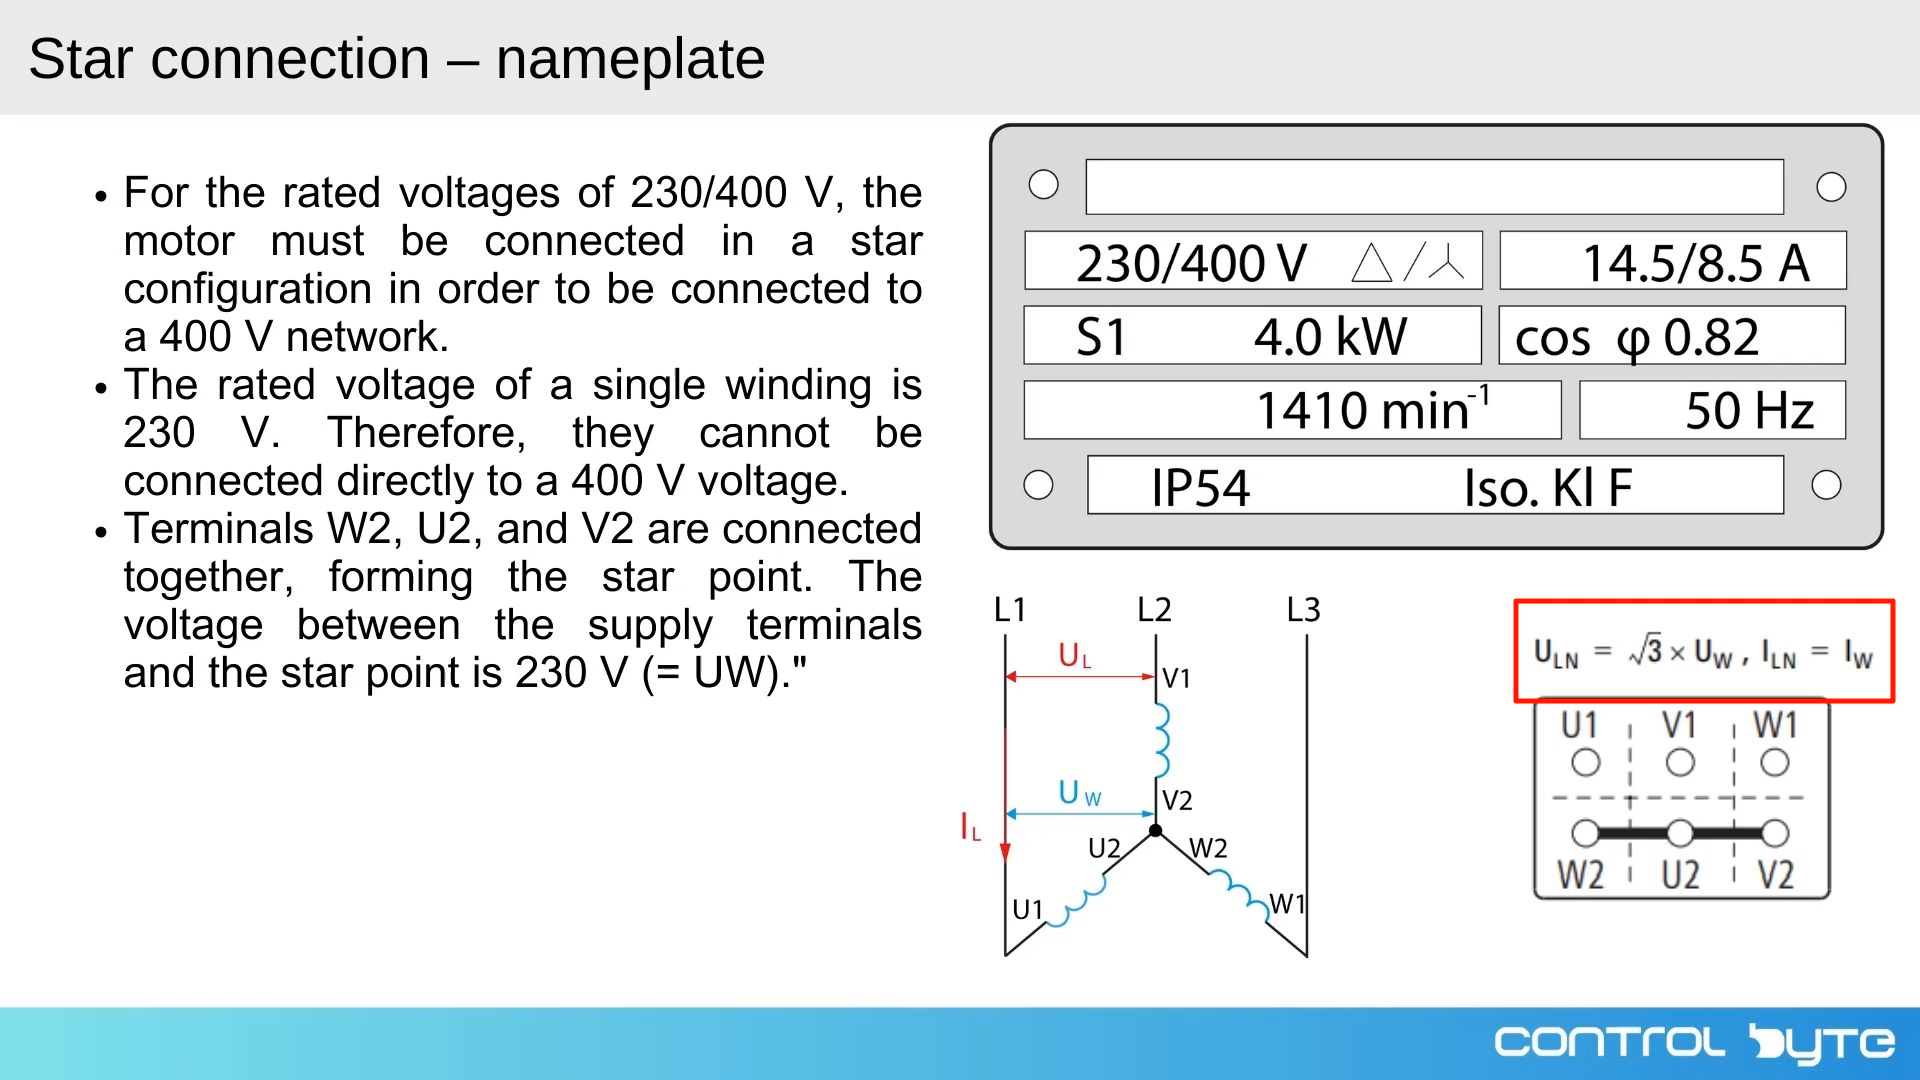 Star connection – nameplate
• For the rated voltages of 230/400 V, the
motor must be connected in a star
configuration in order to be connected to
a 400 V network.
• The rated voltage of a single winding is
230 V. Therefore, they cannot be
connected directly to a 400 V voltage.
• Terminals W2, U2, and V2 are connected
together, forming the star point. The
voltage between the supply terminals
and the star point is 230 V (= UW)."
230/400 V △/⅄ 14.5/8.5 A
S1 4.0 kW cos φ 0.82
1410 min⁻¹ 50 Hz
IP54 Iso. Kl F
L1 L2 L3
UL
V1
UW
V2
IL
U2 W2
U1 W1
ULN = √3 × UW , ILN = IW
U1 V1 W1
W2 U2 V2
CONTROL BYTE